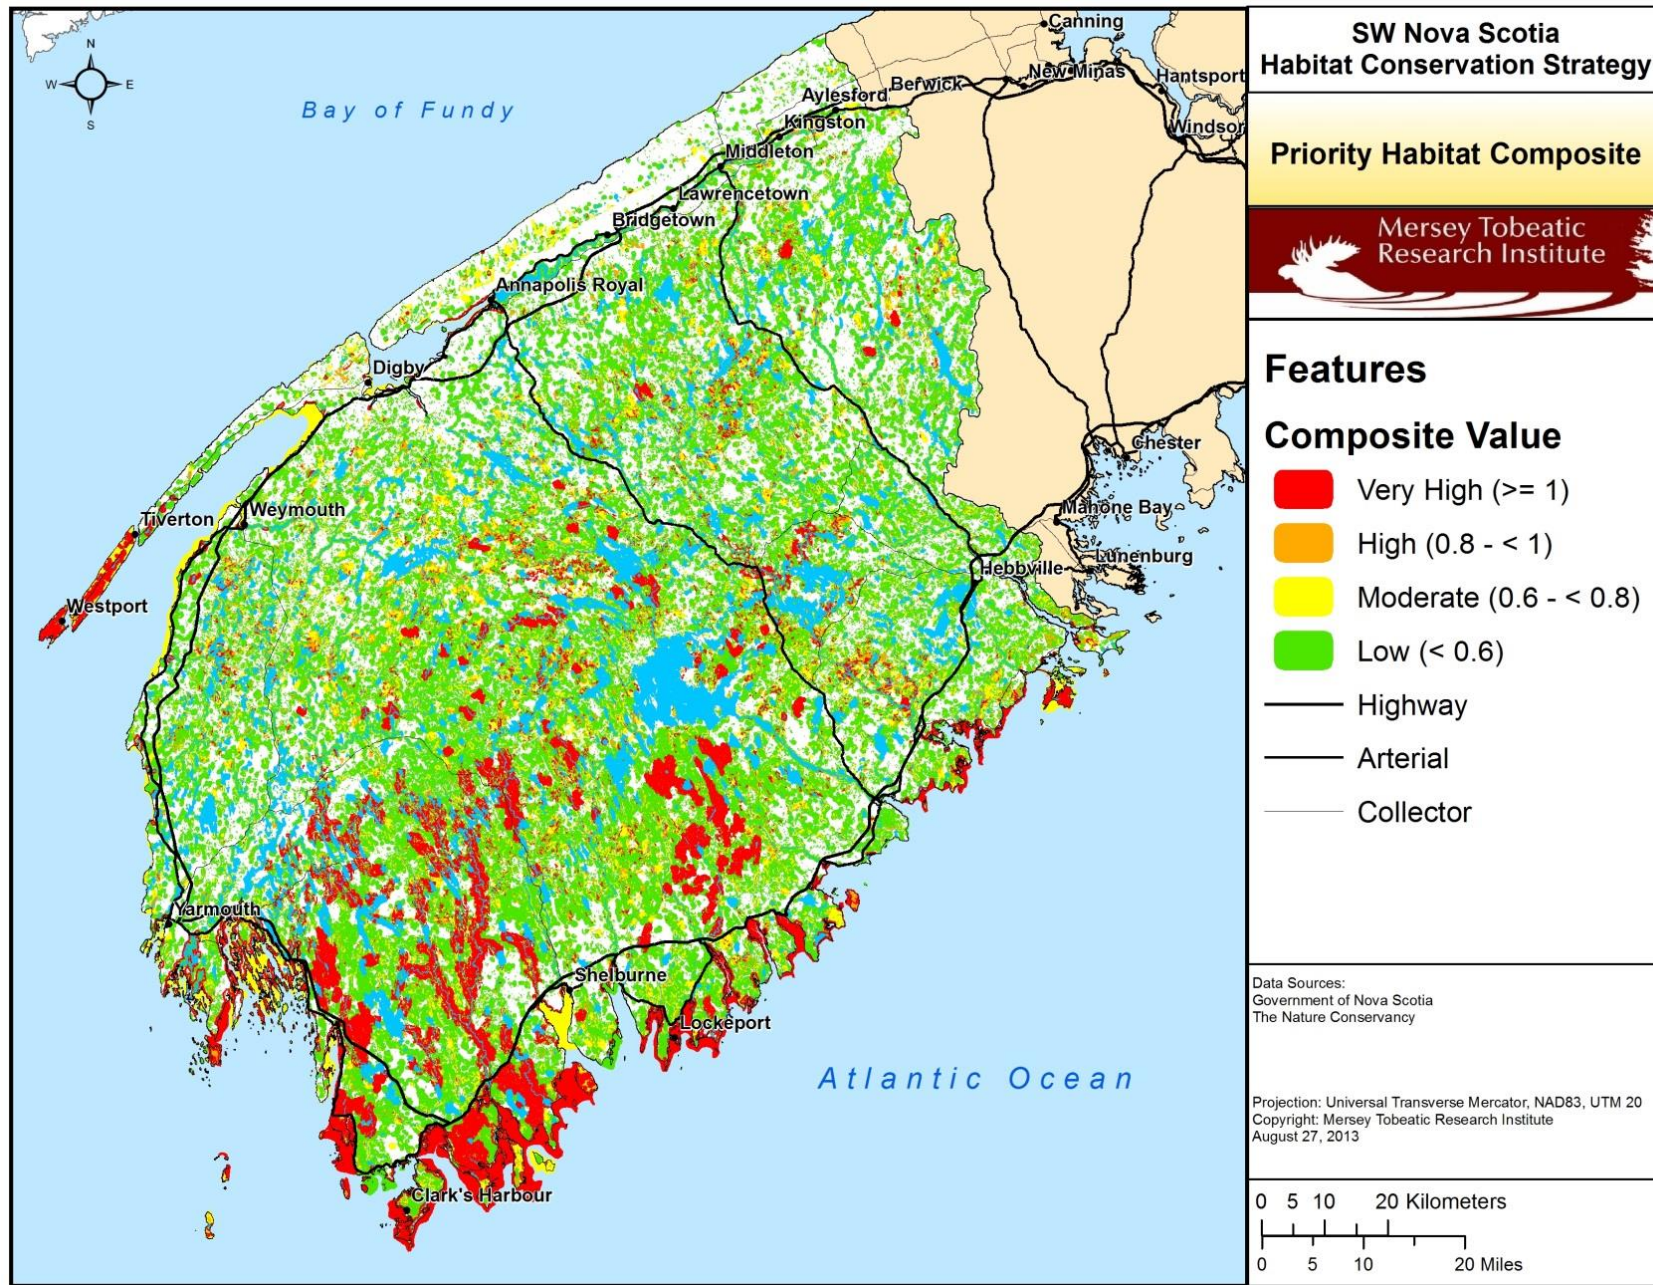 N
W
E
S
Bay of Fundy
Canning
New Minas
Hantsport
Berwick
Aylesford
Kingston
Windsor
Middleton
Lawrencetown
Bridgetown
Annapolis Royal
Digby
Chester
Weymouth
Tiverton
Mahone Bay
Lunenburg
Hebbville
Westport
Yarmouth
Shelburne
Lockeport
Atlantic Ocean
Clark's Harbour
SW Nova Scotia
Habitat Conservation Strategy
Priority Habitat Composite
Mersey Tobeatic
Research Institute
Features
Composite Value
Very High (>= 1)
High (0.8 - < 1)
Moderate (0.6 - < 0.8)
Low (< 0.6)
Highway
Arterial
Collector
Data Sources:
Government of Nova Scotia
The Nature Conservancy
Projection: Universal Transverse Mercator, NAD83, UTM 20
Copyright: Mersey Tobeatic Research Institute
August 27, 2013
0 5 10 20 Kilometers
0 5 10 20 Miles